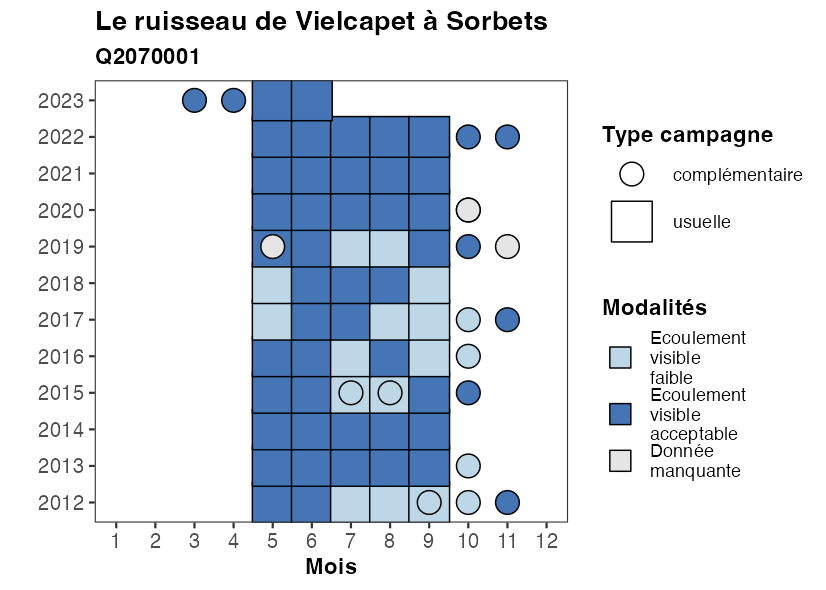 Le ruisseau de Vielcapet à Sorbets
Q2070001
2023
2022
2021
2020
2019
2018
2017
2016
2015
2014
2013
2012
1 2 3 4 5 6 7 8 9 10 11 12
Mois
Type campagne
complémentaire
usuelle
Modalités
Ecoulement
visible
faible
Ecoulement
visible
acceptable
Donnée
manquante